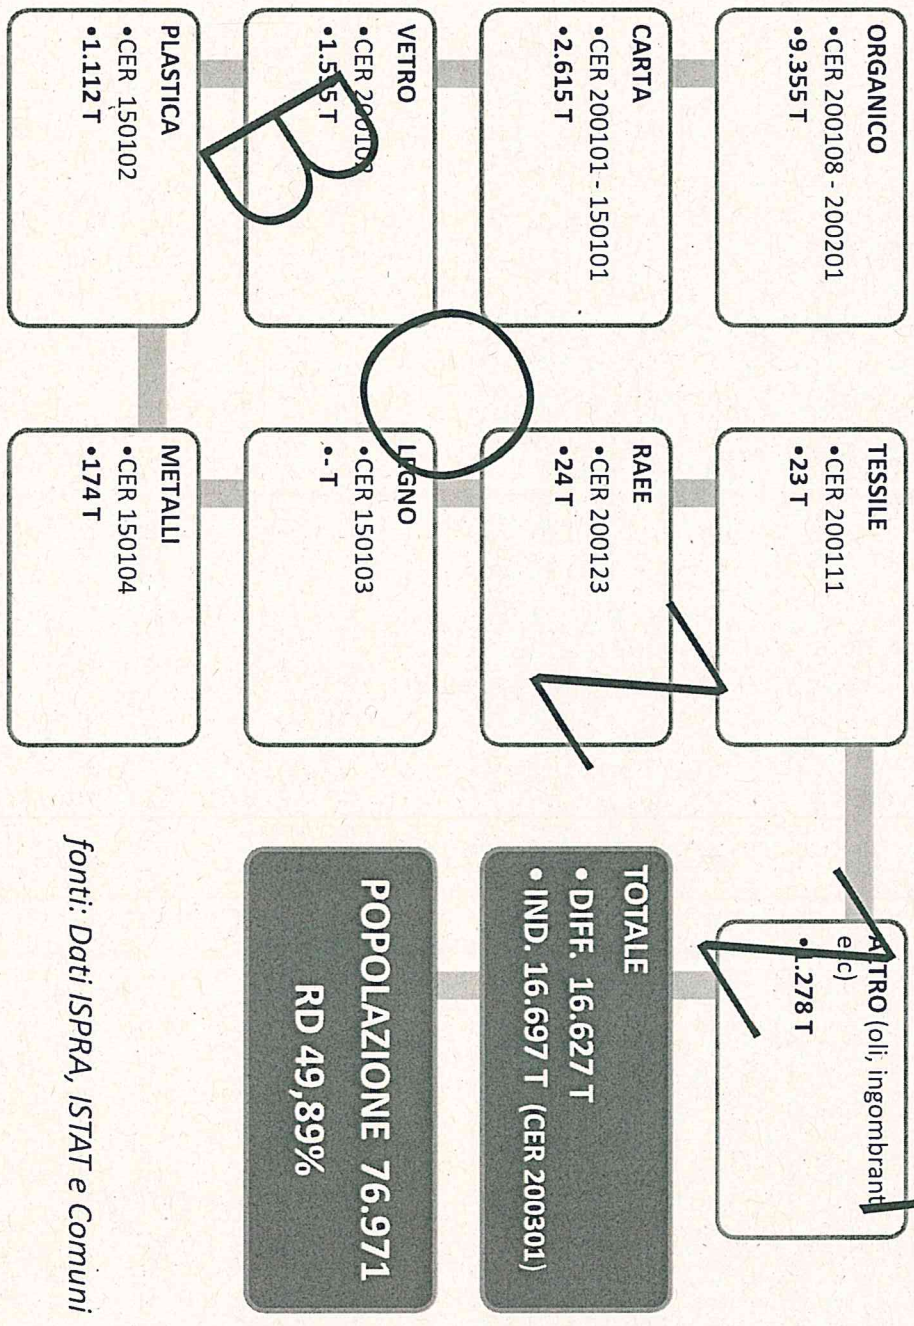 ORGANICO
•CER 200108 - 200201
•9.355 T
CARTA
•CER 200101 - 150101
•2.615 T
VETRO
•CER
T
PLASTICA
•CER 150102
•1.112 T
TESSILE
•CER 200111
•23 T
RAEE
•CER 200123
•24 T
LEGNO
•CER 150103
•- T
METALLI
•CER 150104
•174 T
ALTRO (oli, ingombranti
•
T
TOTALE
• DIFF. 16.627 T
• IND. 16.697 T (CER 200301)
POPOLAZIONE 76.971
RD 49,89%
fonti: Dati ISPRA, ISTAT e Comuni
B O Z Z